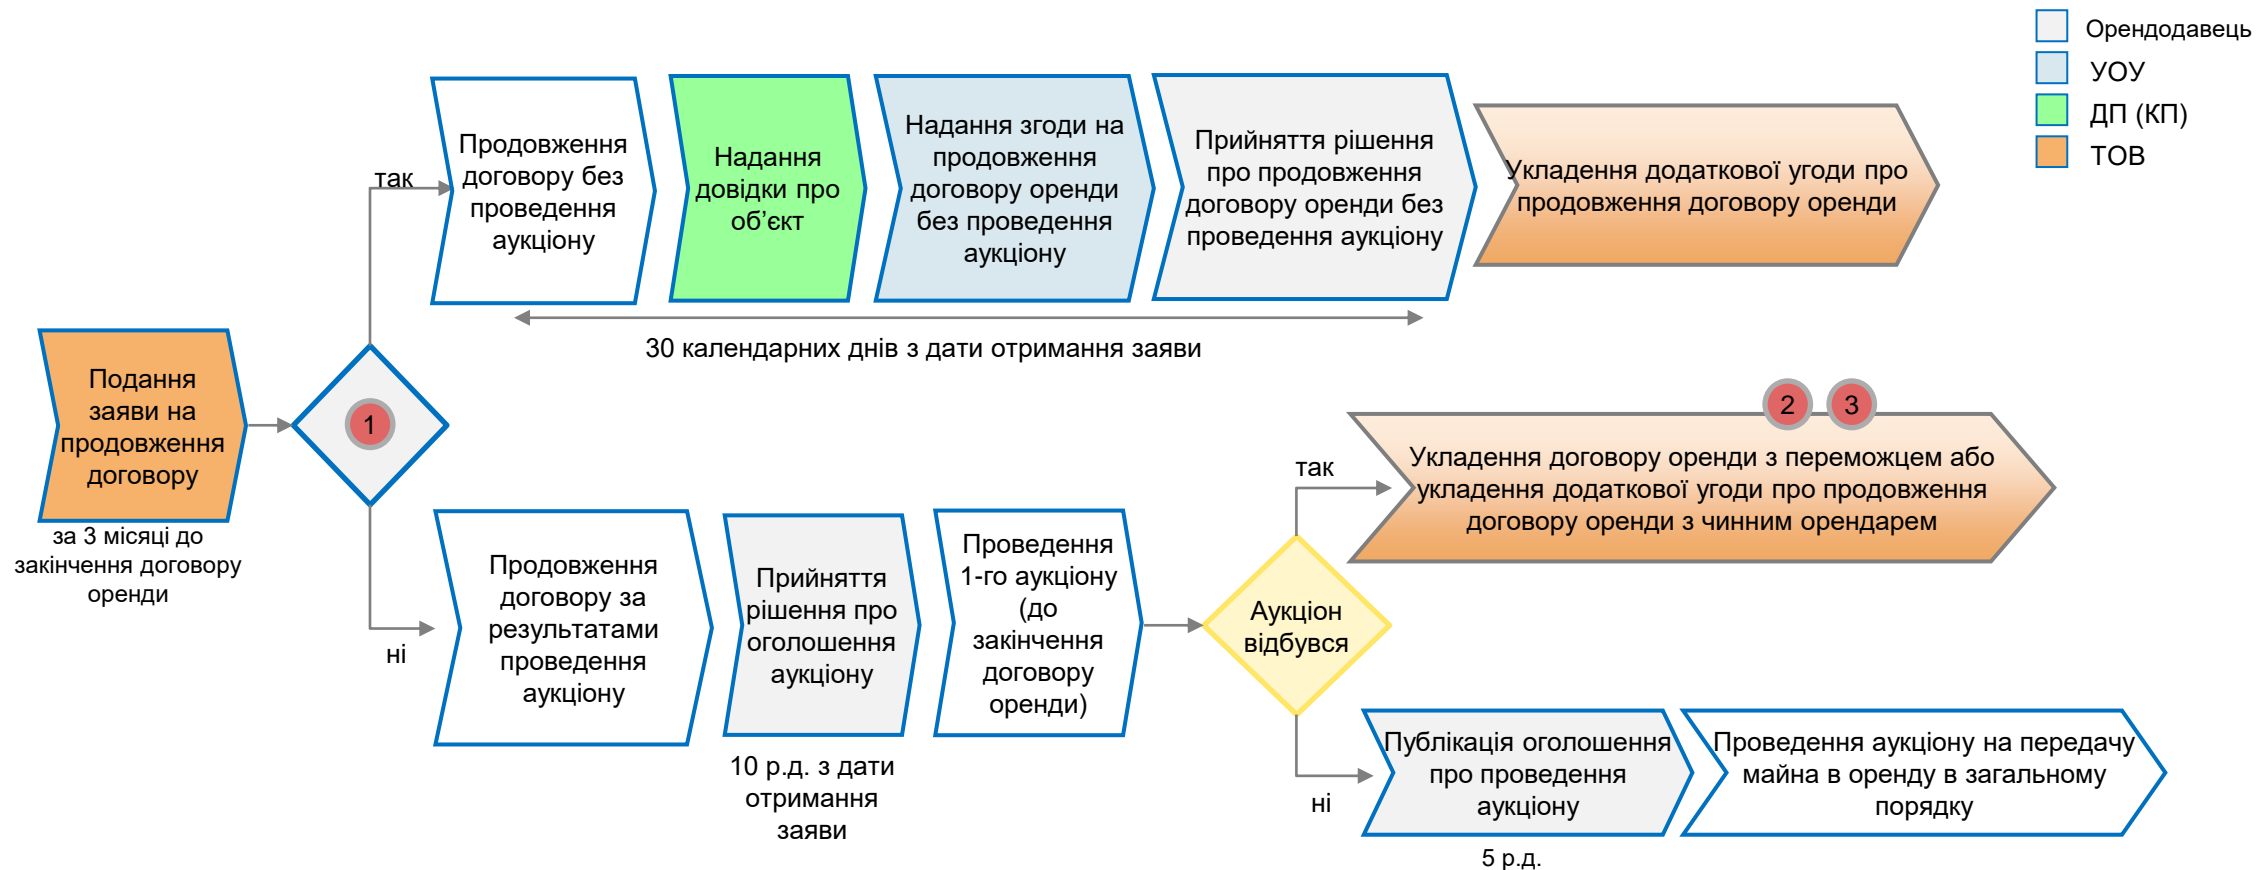 Орендодавець
УОУ
ДП (КП)
ТОВ
так
Продовження
договору без
проведення
аукціону
Надання
довідки про
об’єкт
Надання згоди на
продовження
договору оренди
без проведення
аукціону
Прийняття рішення
про продовження
договору оренди без
проведення аукціону
Укладення додаткової угоди про
продовження договору оренди
30 календарних днів з дати отримання заяви
Подання
заяви на
продовження
договору
за 3 місяці до
закінчення договору
оренди
1
ні
Продовження
договору за
результатами
проведення
аукціону
Прийняття
рішення про
оголошення
аукціону
10 р.д. з дати
отримання
заяви
Проведення
1-го аукціону
(до
закінчення
договору
оренди)
Аукціон
відбувся
так
2
3
Укладення договору оренди з переможцем або
укладення додаткової угоди про продовження
договору оренди з чинним орендарем
ні
Публікація оголошення
про проведення
аукціону
5 р.д.
Проведення аукціону на передачу
майна в оренду в загальному
порядку